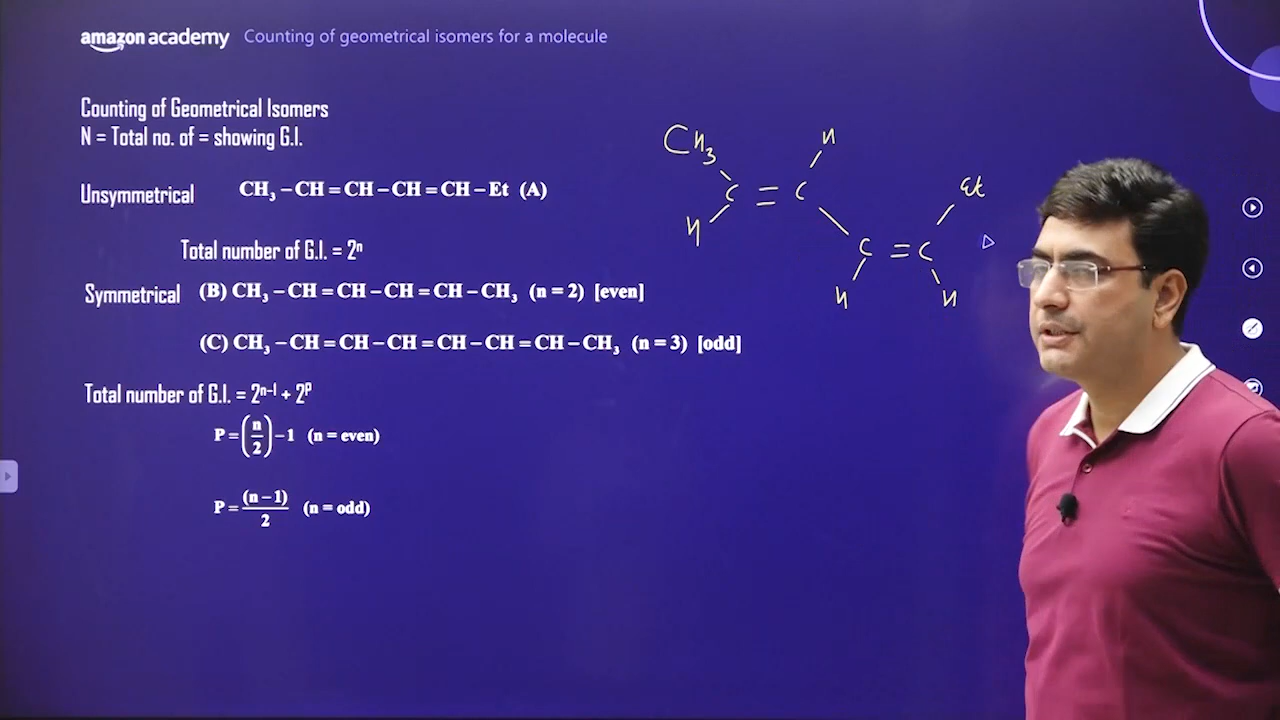 amazon academy Counting of geometrical isomers for a molecule
Counting of Geometrical Isomers
N = Total no. of = showing G.I.
Unsymmetrical CH₃ – CH = CH – CH = CH – Et (A)
Total number of G.I. = 2ⁿ
Symmetrical (B) CH₃ – CH = CH – CH = CH – CH₃ (n = 2) [even]
(C) CH₃ – CH = CH – CH = CH – CH = CH – CH₃ (n = 3) [odd]
Total number of G.I. = 2ⁿ⁻¹ + 2ᴾ
P = (n/2) – 1 (n = even)
P = (n – 1)/2 (n = odd)
CH₃ H
C = C
H
Et
C = C
H H